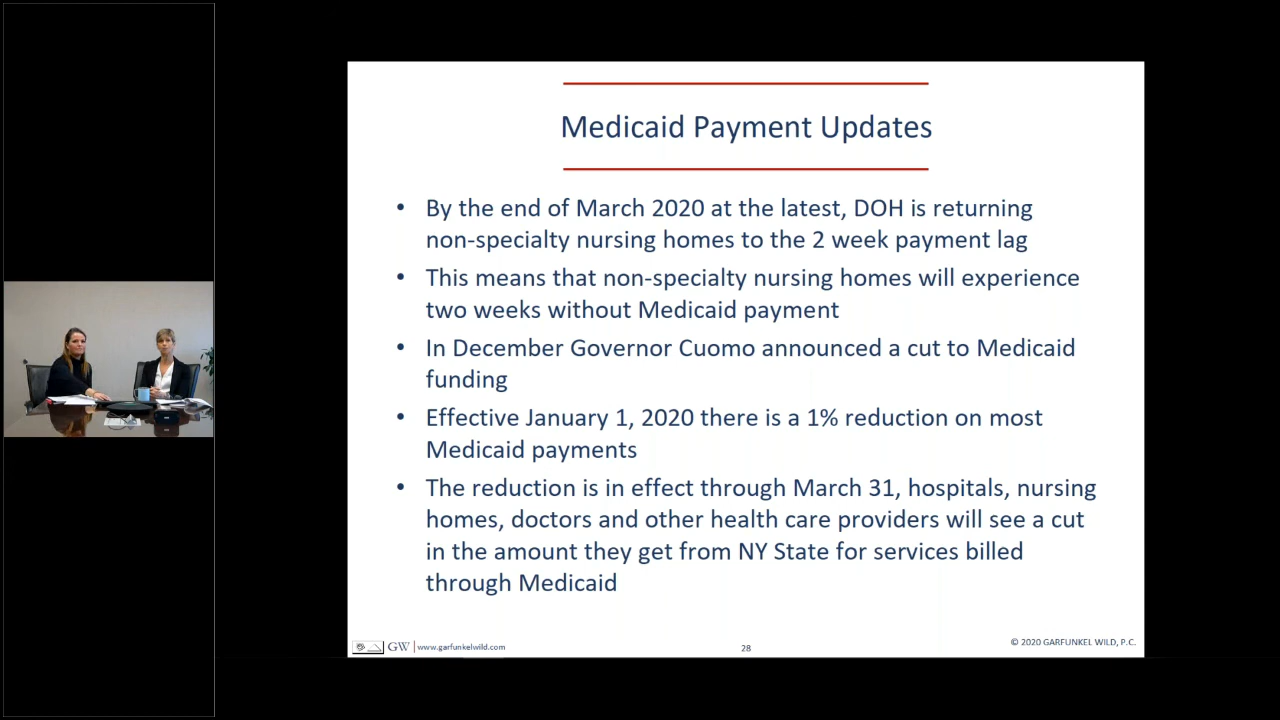 Medicaid Payment Updates
• By the end of March 2020 at the latest, DOH is returning
non-specialty nursing homes to the 2 week payment lag
• This means that non-specialty nursing homes will experience
two weeks without Medicaid payment
• In December Governor Cuomo announced a cut to Medicaid
funding
• Effective January 1, 2020 there is a 1% reduction on most
Medicaid payments
• The reduction is in effect through March 31, hospitals, nursing
homes, doctors and other health care providers will see a cut
in the amount they get from NY State for services billed
through Medicaid
GW www.garfunkelwild.com
28
© 2020 GARFUNKEL WILD, P.C.